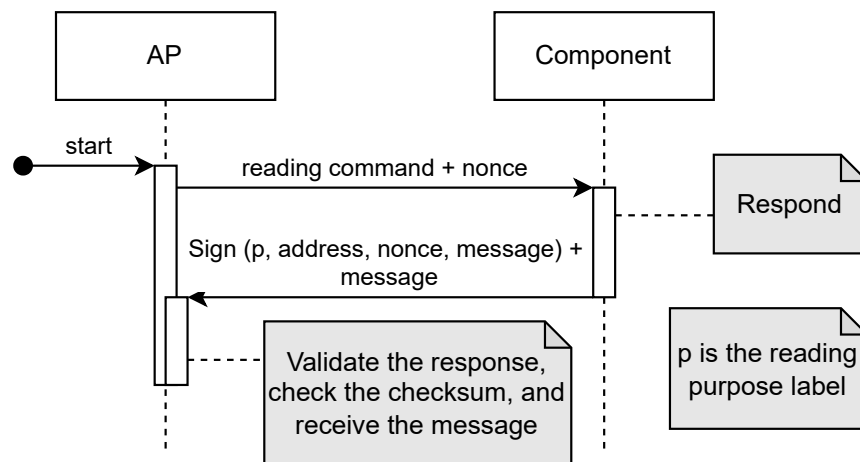 AP
Component
start
reading command + nonce
Respond
Sign (p, address, nonce, message) +
message
Validate the response,
check the checksum, and
receive the message
p is the reading
purpose label